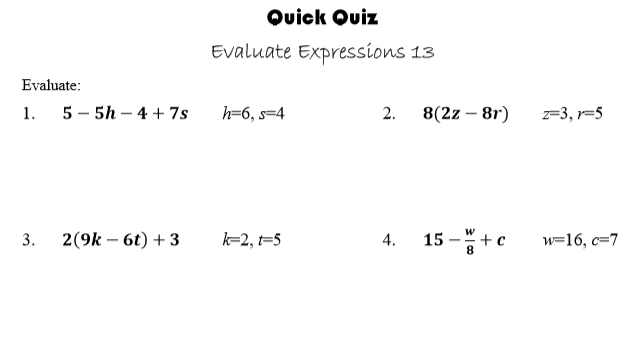 Quick Quiz
Evaluate Expressions 13
Evaluate:
1. 5 − 5h − 4 + 7s h=6, s=4 2. 8(2z − 8r) z=3, r=5
3. 2(9k − 6t) + 3 k=2, t=5 4. 15 − w/8 + c w=16, c=7